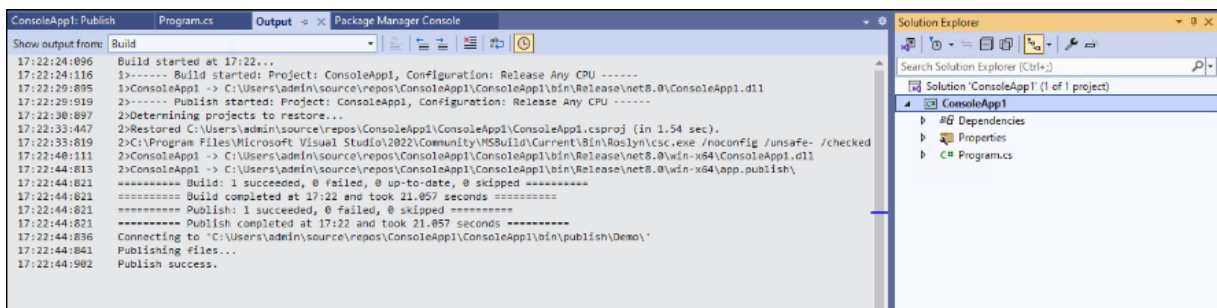 ConsoleApp1: Publish Program.cs Output Package Manager Console
Show output from: Build
17:22:24:096 Build started at 17:22...
17:22:24:116 1>------ Build started: Project: ConsoleApp1, Configuration: Release Any CPU ------
17:22:29:895 1>ConsoleApp1 -> C:\Users\admin\source\repos\ConsoleApp1\ConsoleApp1\bin\Release\net8.0\ConsoleApp1.dll
17:22:29:919 2>------ Publish started: Project: ConsoleApp1, Configuration: Release Any CPU ------
17:22:30:897 2>Determining projects to restore...
17:22:33:447 2>Restored C:\Users\admin\source\repos\ConsoleApp1\ConsoleApp1\ConsoleApp1.csproj (in 1.54 sec).
17:22:33:819 2>C:\Program Files\Microsoft Visual Studio\2022\Community\MSBuild\Current\Bin\Roslyn\csc.exe /noconfig /unsafe- /checked
17:22:40:111 2>ConsoleApp1 -> C:\Users\admin\source\repos\ConsoleApp1\ConsoleApp1\bin\Release\net8.0\win-x64\ConsoleApp1.dll
17:22:44:813 2>ConsoleApp1 -> C:\Users\admin\source\repos\ConsoleApp1\ConsoleApp1\bin\Release\net8.0\win-x64\app.publish\
17:22:44:821 ========== Build: 1 succeeded, 0 failed, 0 up-to-date, 0 skipped ==========
17:22:44:821 ========== Build completed at 17:22 and took 21.057 seconds ==========
17:22:44:821 ========== Publish: 1 succeeded, 0 failed, 0 skipped ==========
17:22:44:821 ========== Publish completed at 17:22 and took 21.057 seconds ==========
17:22:44:836 Connecting to 'C:\Users\admin\source\repos\ConsoleApp1\ConsoleApp1\bin\publish\Demo\'
17:22:44:841 Publishing files...
17:22:44:902 Publish success.
Solution Explorer
Search Solution Explorer (Ctrl+;)
Solution 'ConsoleApp1' (1 of 1 project)
C# ConsoleApp1
Dependencies
Properties
C# Program.cs